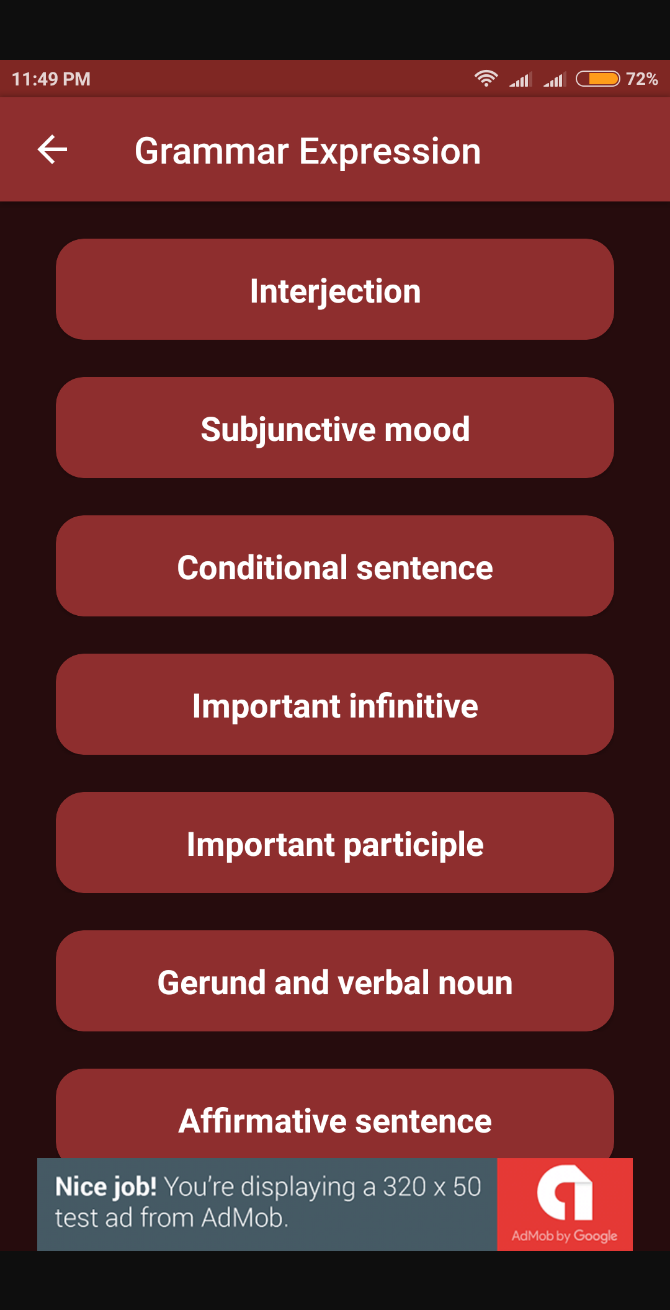 11:49 PM 72%
Grammar Expression
Interjection
Subjunctive mood
Conditional sentence
Important infinitive
Important participle
Gerund and verbal noun
Affirmative sentence
Nice job! You're displaying a 320 x 50
test ad from AdMob.
AdMob by Google